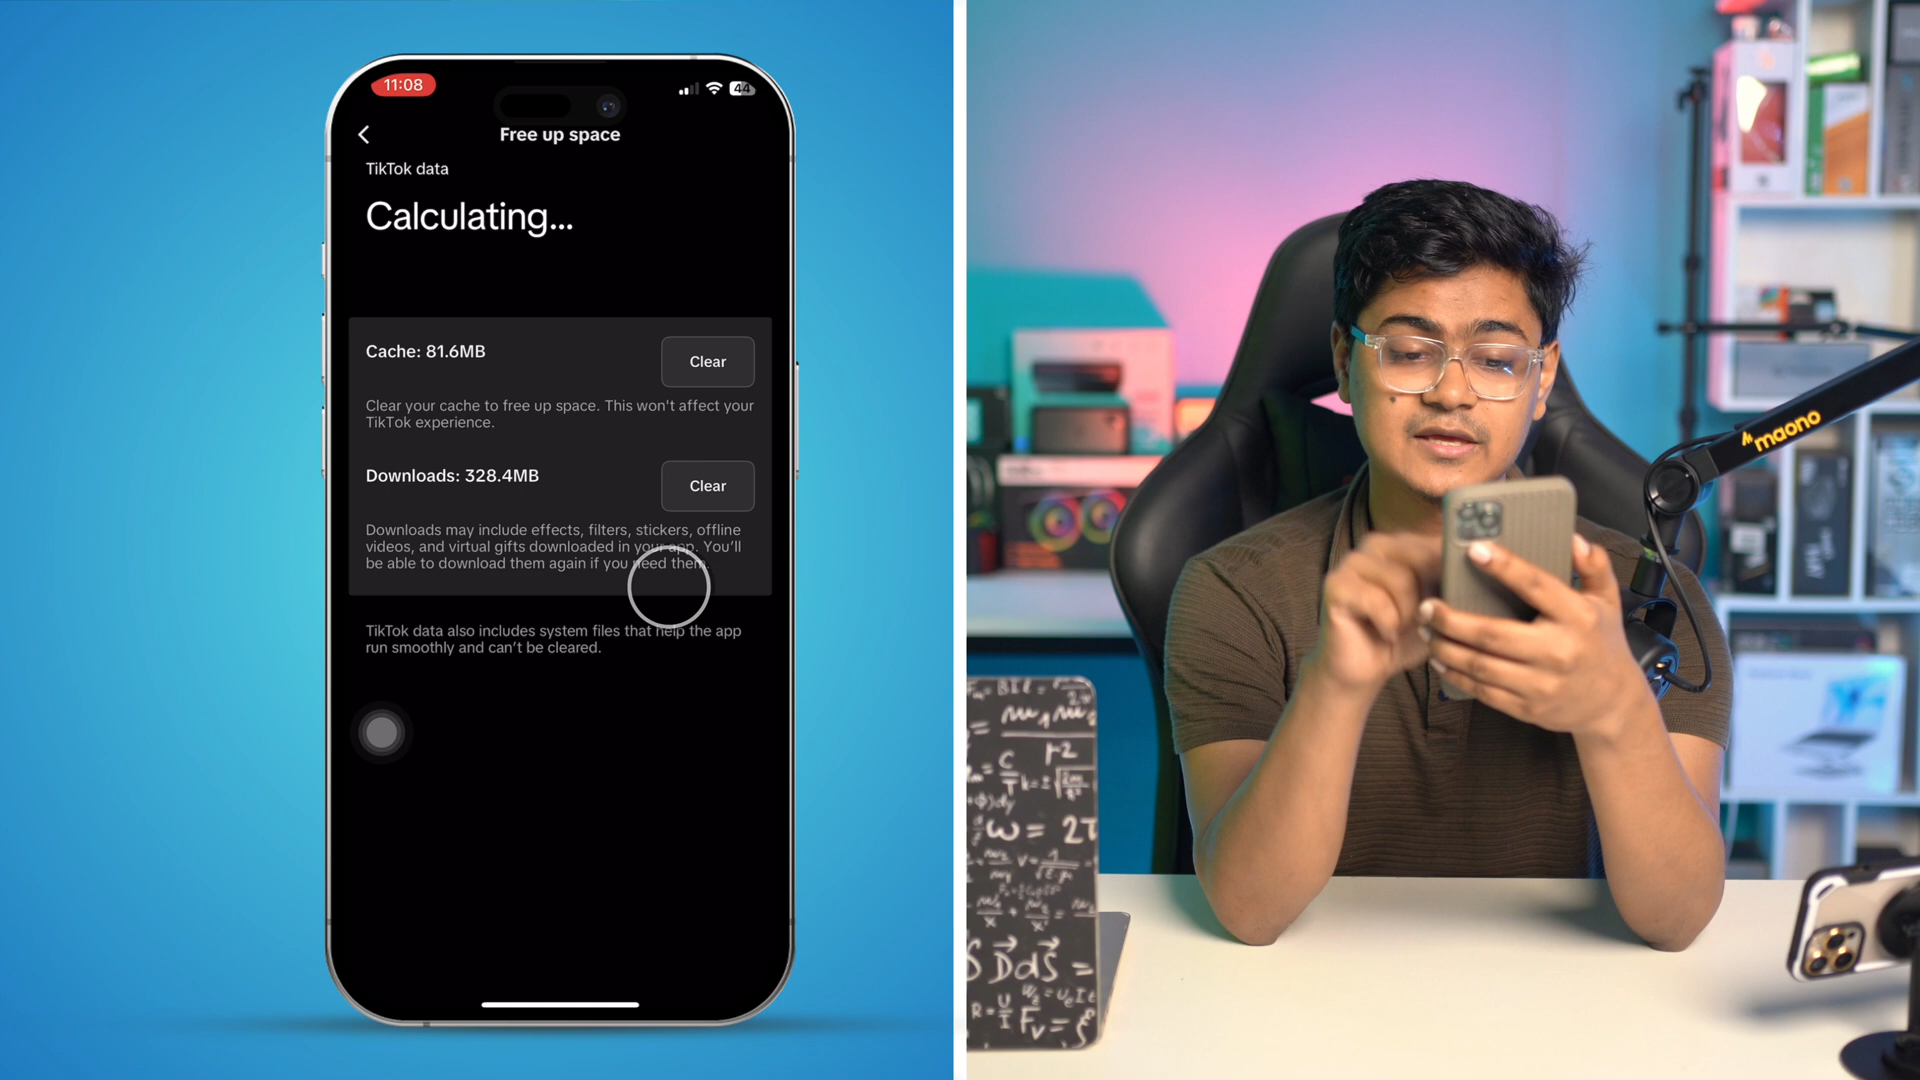 11:08
44
Free up space
TikTok data
Calculating...
Cache: 81.6MB
Clear
Clear your cache to free up space. This won't affect your
TikTok experience.
Downloads: 328.4MB
Clear
Downloads may include effects, filters, stickers, offline
videos, and virtual gifts downloaded in your app. You'll
be able to download them again if you need them.
TikTok data also includes system files that help the app
run smoothly and can't be cleared.
maono
ω = 2
D dS =